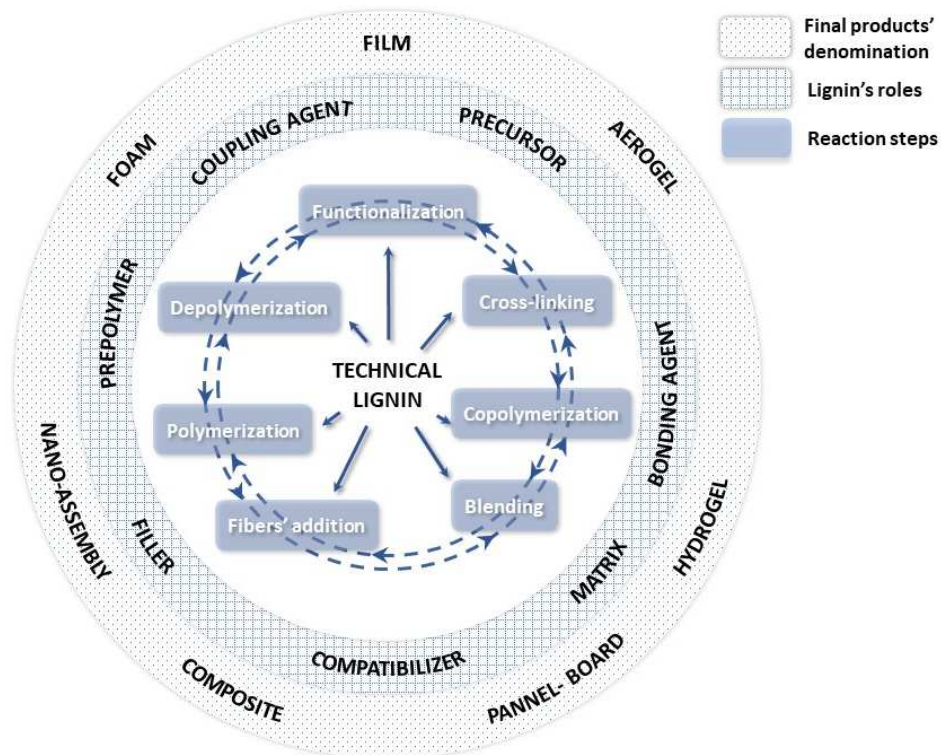 FILM
AEROGEL
HYDROGEL
PANNEL- BOARD
COMPOSITE
NANO-ASSEMBLY
FOAM
COUPLING AGENT
PRECURSOR
BONDING AGENT
MATRIX
COMPATIBILIZER
FILLER
PREPOLYMER
Functionalization
Cross-linking
Copolymerization
Blending
Fibers' addition
Polymerization
Depolymerization
TECHNICAL
LIGNIN
Final products'
denomination
Lignin's roles
Reaction steps